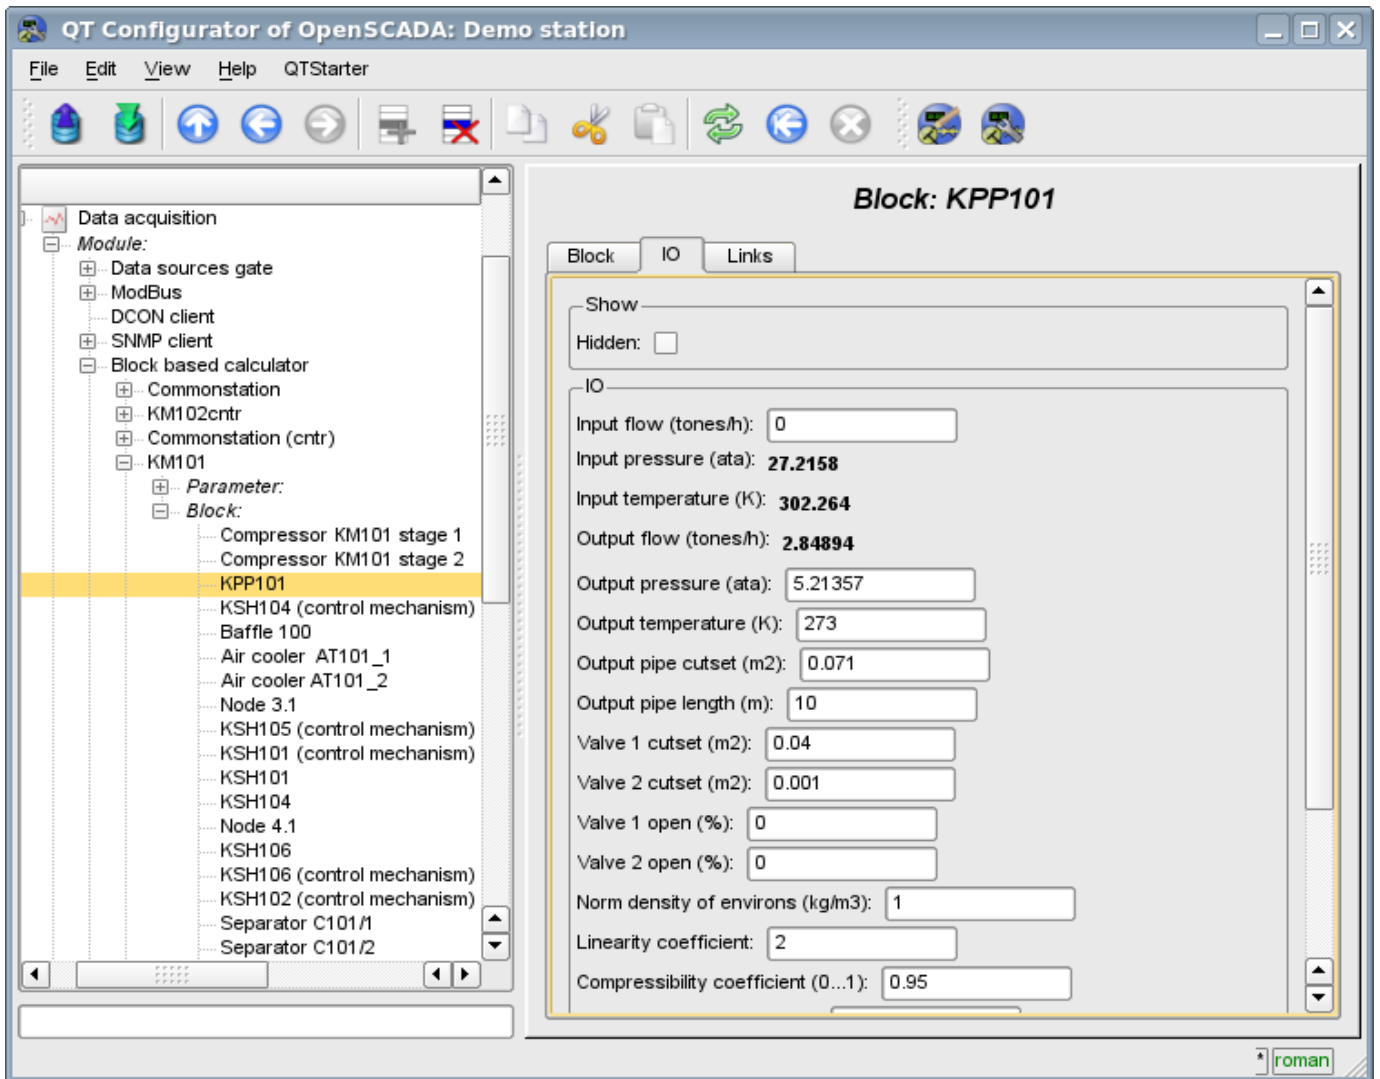 QT Configurator of OpenSCADA: Demo station
File Edit View Help QTStarter
Data acquisition
Module:
Data sources gate
ModBus
DCON client
SNMP client
Block based calculator
Commonstation
KM102cntr
Commonstation (cntr)
KM101
Parameter:
Block:
Compressor KM101 stage 1
Compressor KM101 stage 2
KPP101
KSH104 (control mechanism)
Baffle 100
Air cooler AT101_1
Air cooler AT101_2
Node 3.1
KSH105 (control mechanism)
KSH101 (control mechanism)
KSH101
KSH104
Node 4.1
KSH106
KSH106 (control mechanism)
KSH102 (control mechanism)
Separator C101/1
Separator C101/2
Block: KPP101
Block IO Links
Show
Hidden:
IO
Input flow (tones/h): 0
Input pressure (ata): 27.2158
Input temperature (K): 302.264
Output flow (tones/h): 2.84894
Output pressure (ata): 5.21357
Output temperature (K): 273
Output pipe cutset (m2): 0.071
Output pipe length (m): 10
Valve 1 cutset (m2): 0.04
Valve 2 cutset (m2): 0.001
Valve 1 open (%): 0
Valve 2 open (%): 0
Norm density of environs (kg/m3): 1
Linearity coefficient: 2
Compressibility coefficient (0...1): 0.95
* roman